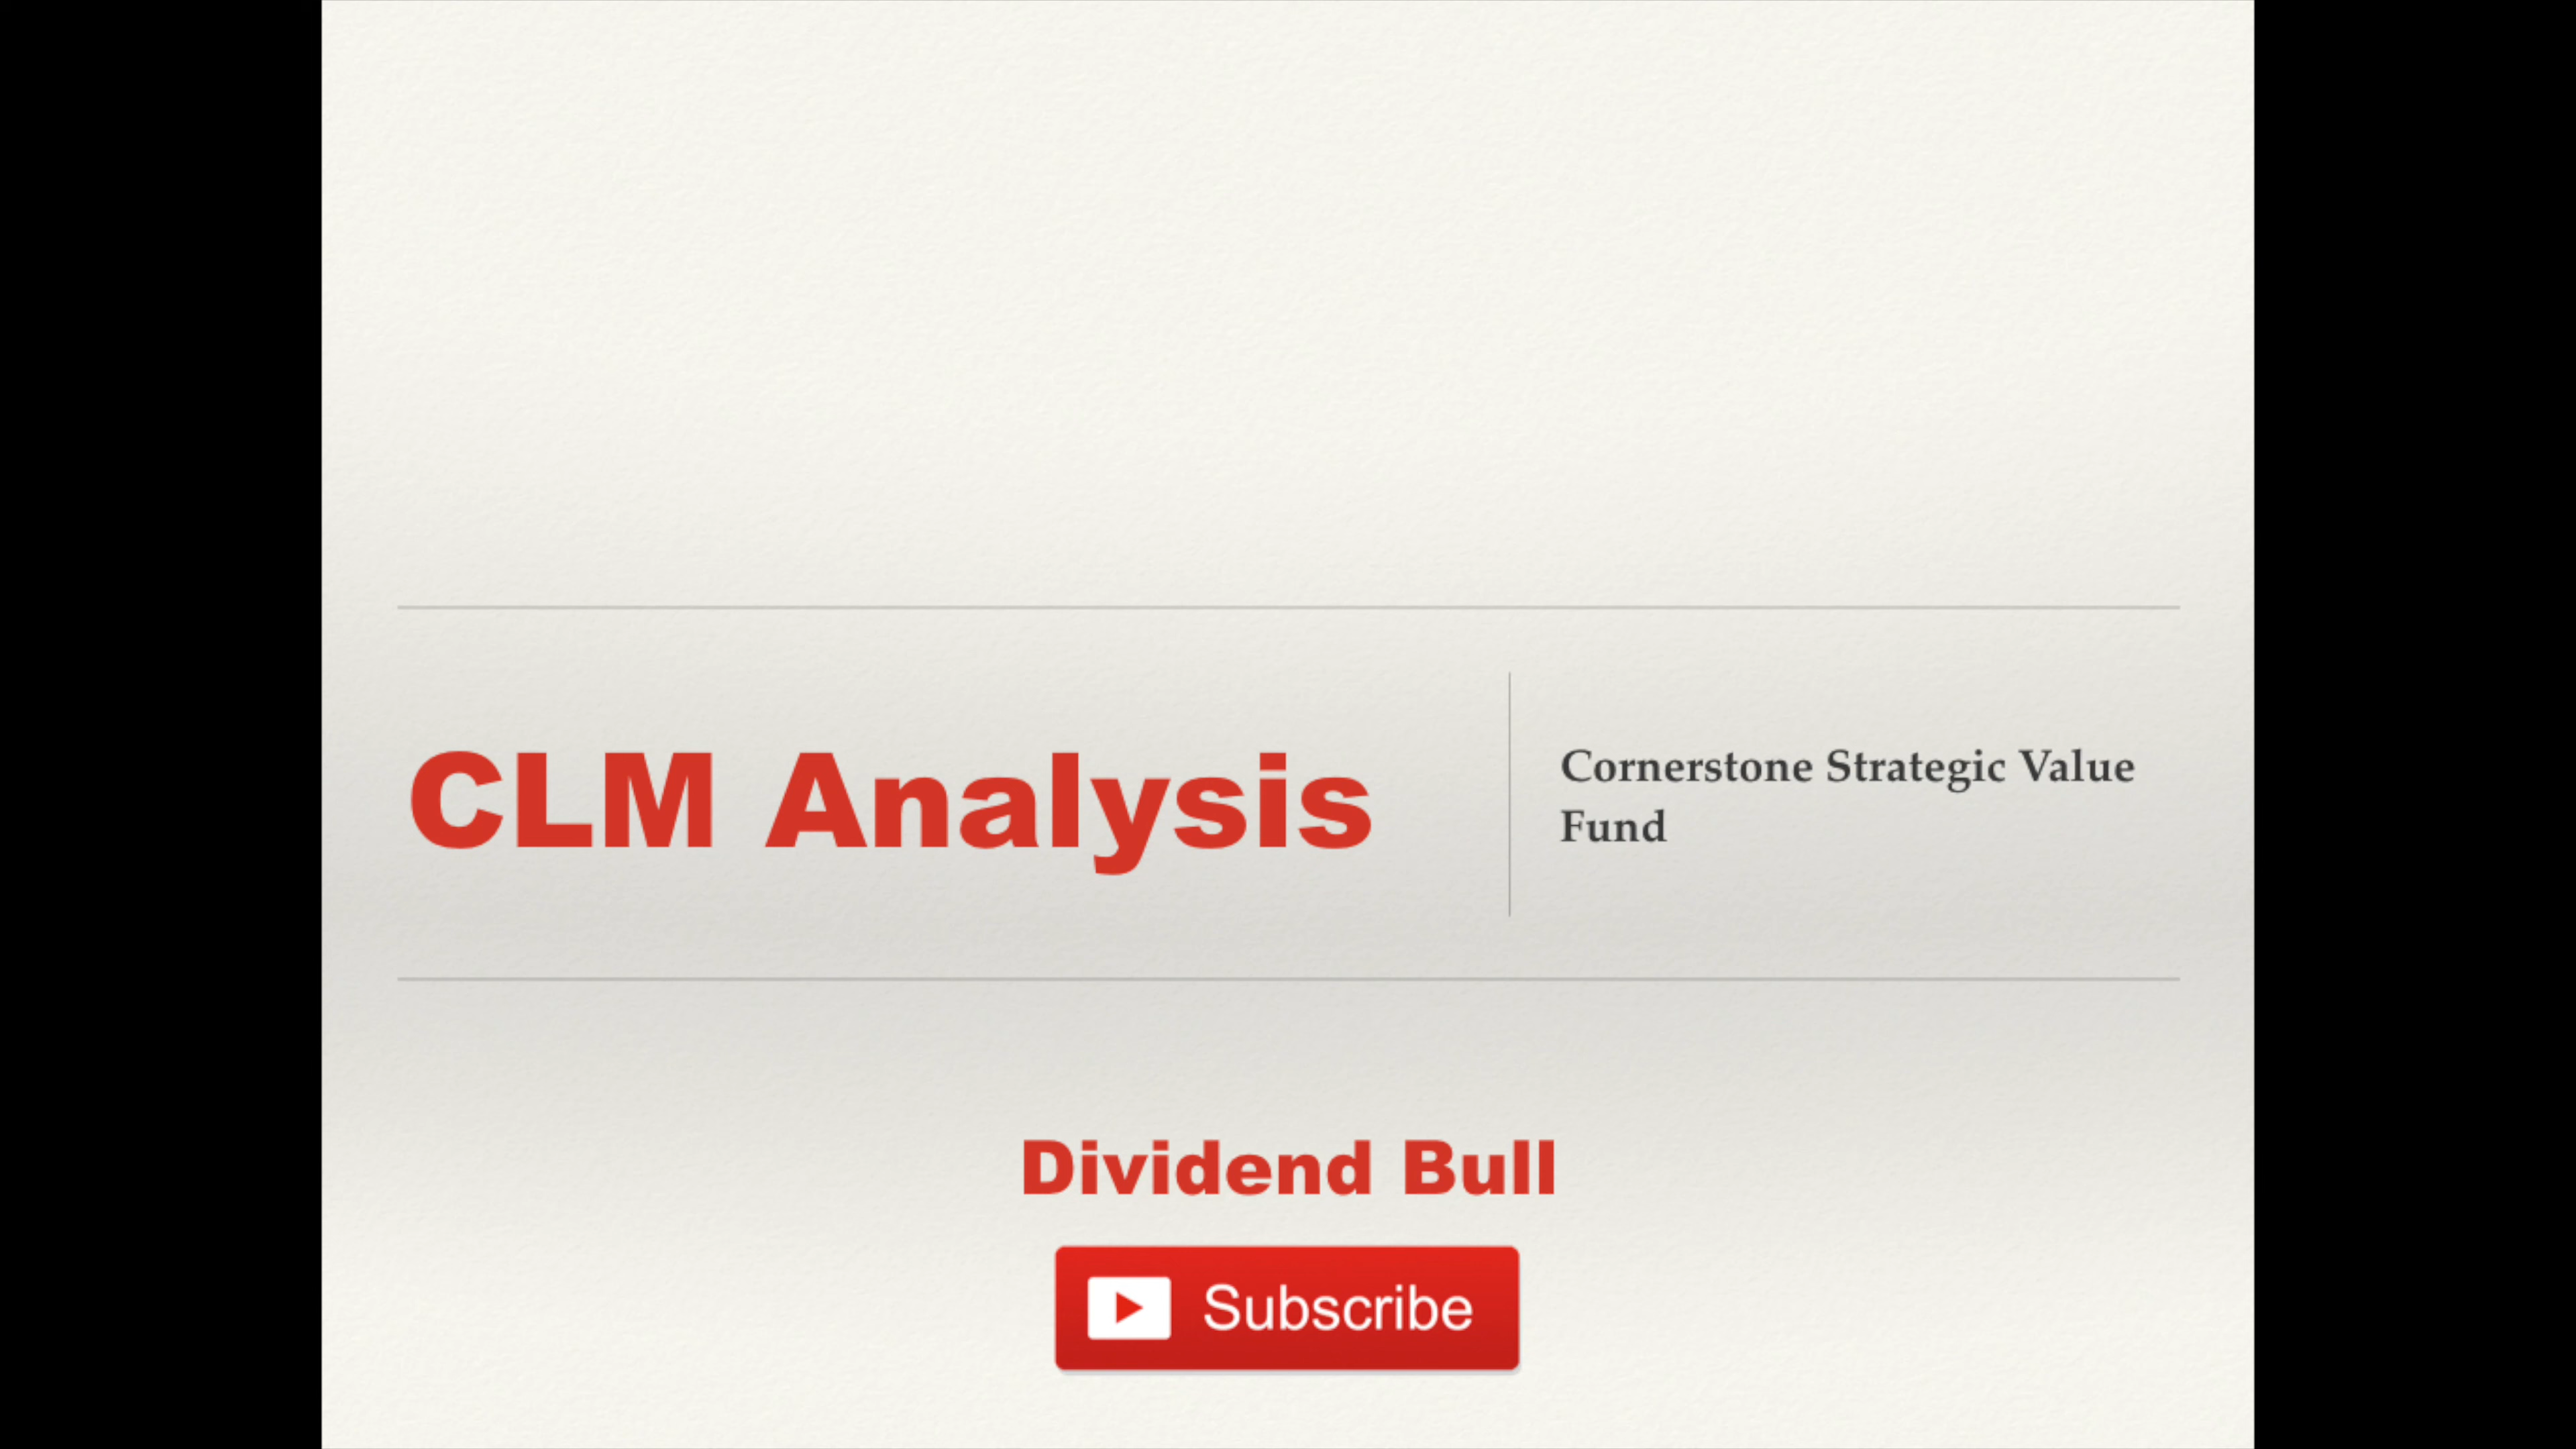 CLM Analysis
Cornerstone Strategic Value
Fund
Dividend Bull
Subscribe